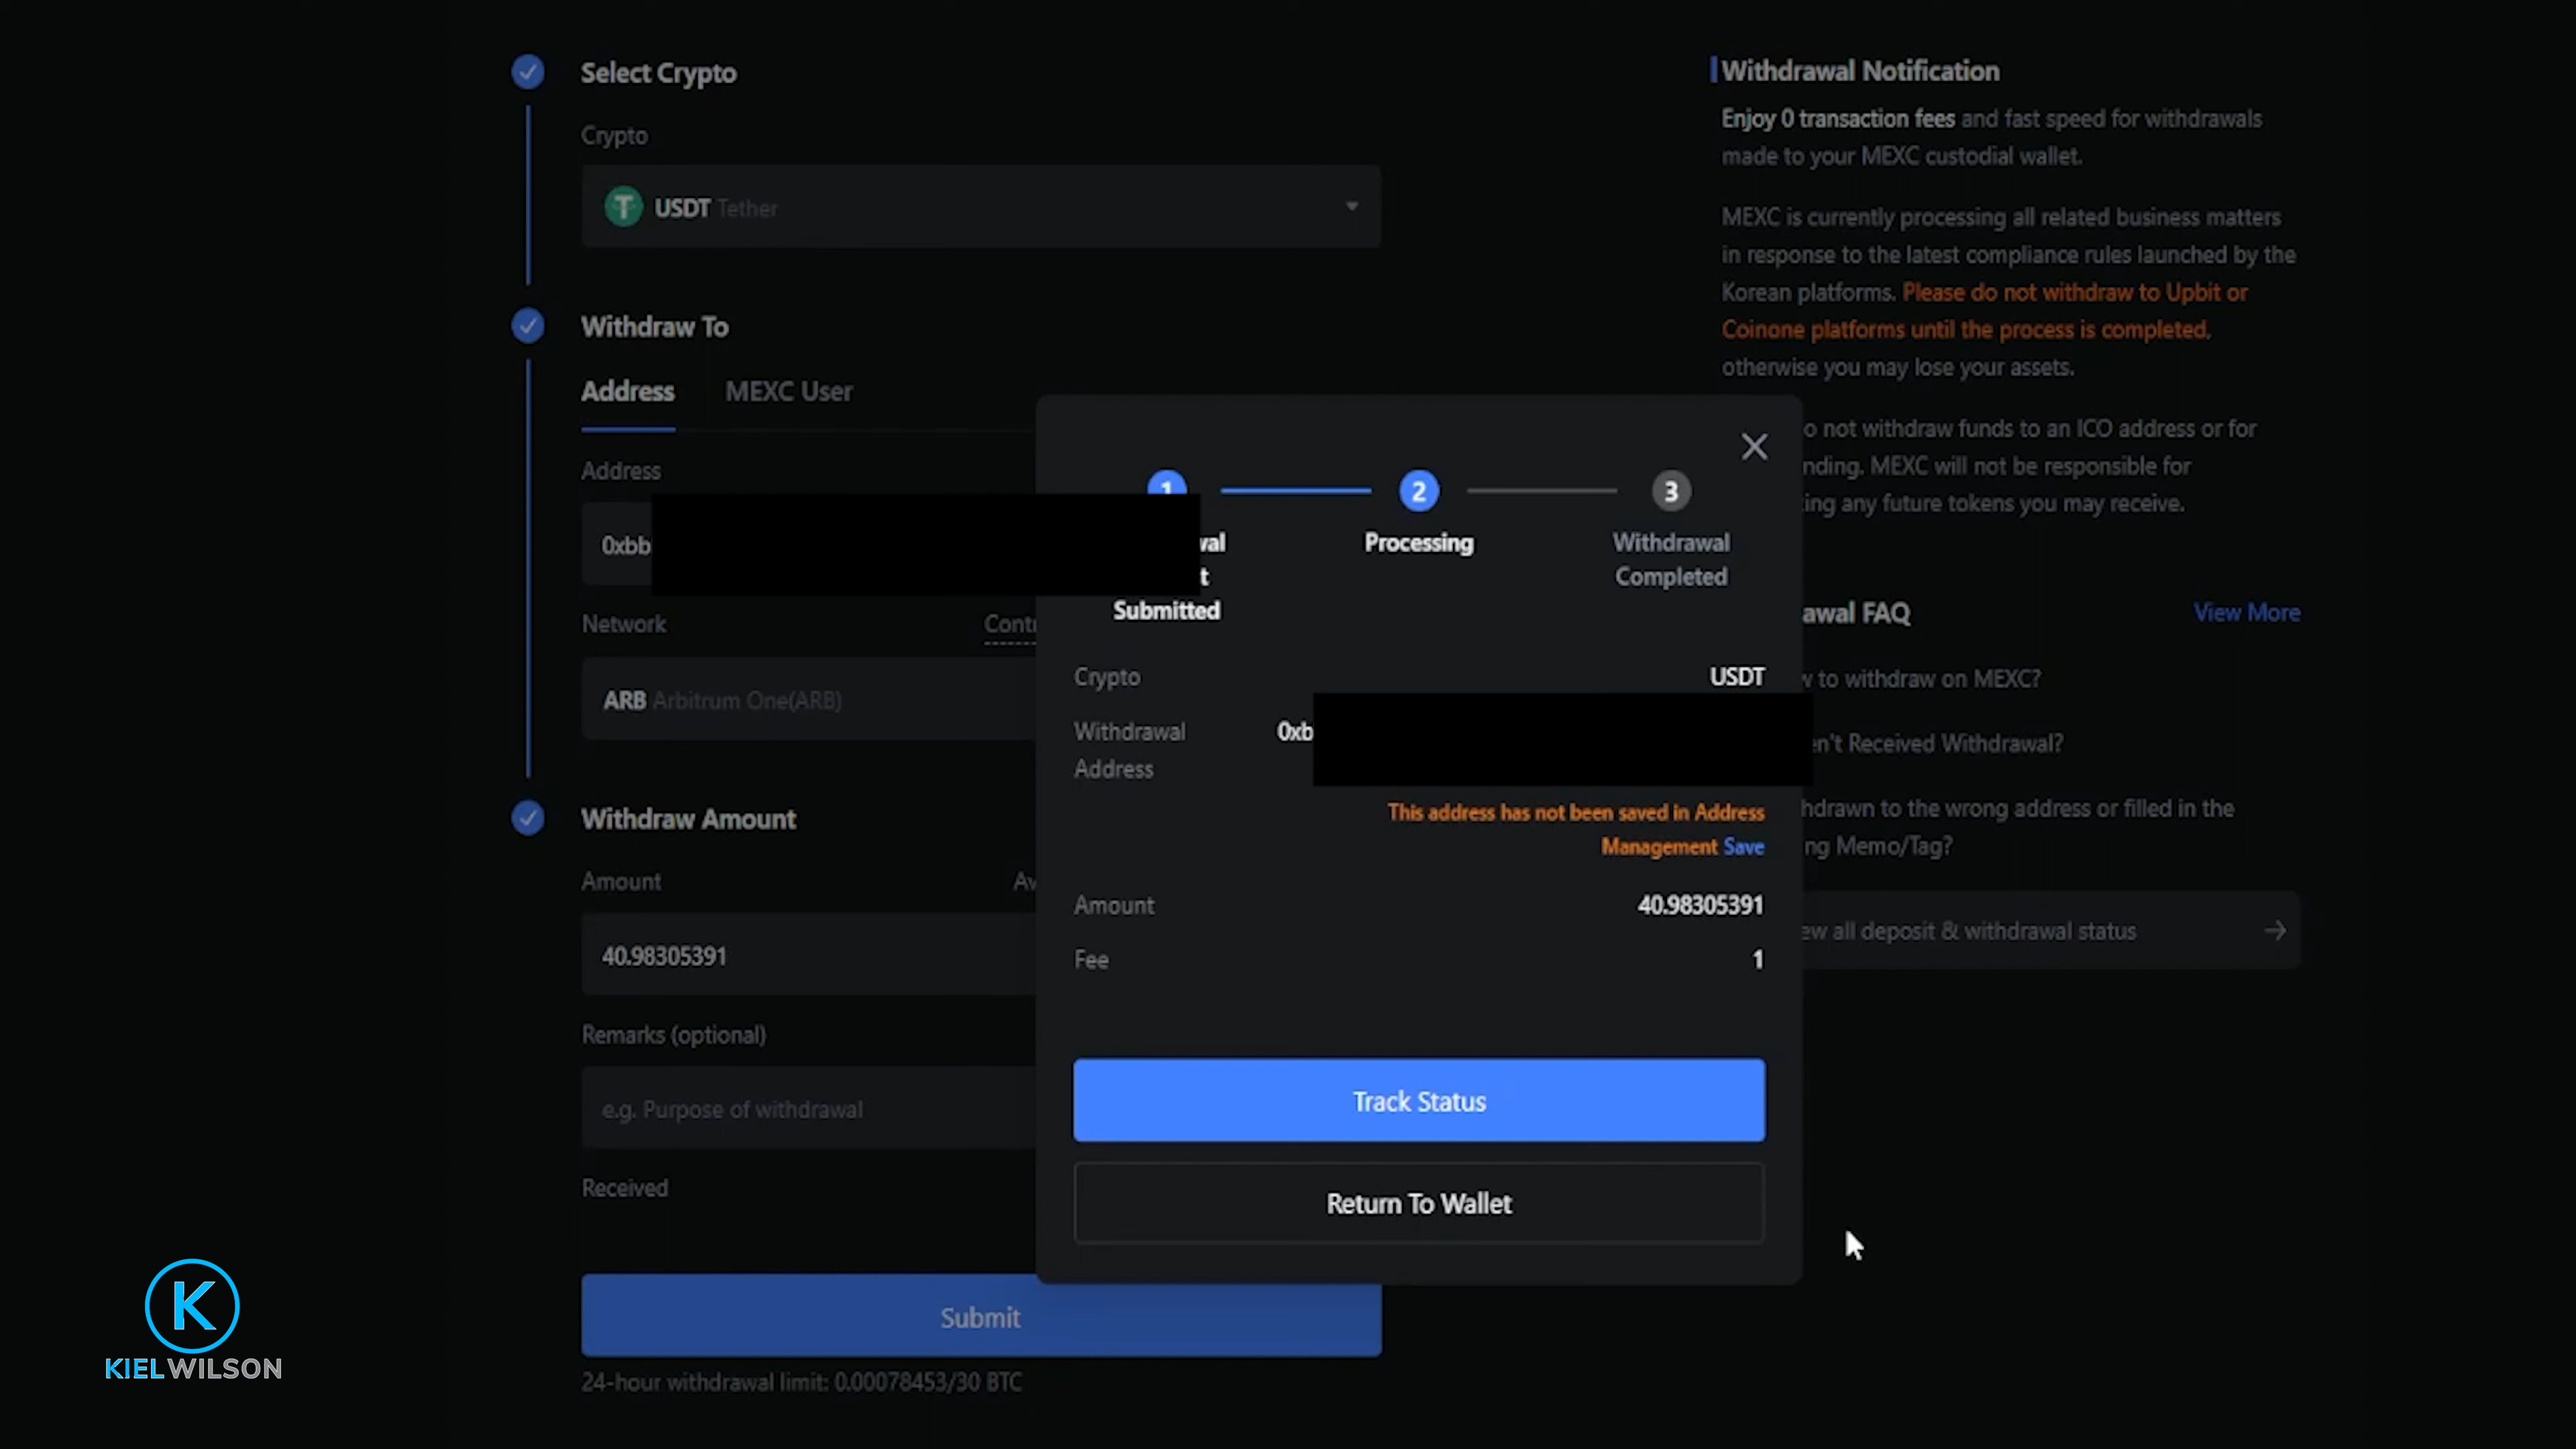 Select Crypto
Crypto
USDT Tether
Withdraw To
Address MEXC User
Address
0xbb
Network Contr
ARB Arbitrum One(ARB)
Withdraw Amount
Amount Av
40.98305391
Remarks (optional)
e.g. Purpose of withdrawal
Received
Submit
24-hour withdrawal limit: 0.00078453/30 BTC
1 2 3
Processing
Withdrawal
Completed
Submitted
Crypto USDT
Withdrawal 0xb
Address
This address has not been saved in Address
Management Save
Amount 40.98305391
Fee 1
Track Status
Return To Wallet
Withdrawal Notification
Enjoy 0 transaction fees and fast speed for withdrawals
made to your MEXC custodial wallet.
MEXC is currently processing all related business matters
in response to the latest compliance rules launched by the
Korean platforms. Please do not withdraw to Upbit or
Coinone platforms until the process is completed,
otherwise you may lose your assets.
o not withdraw funds to an ICO address or for
nding. MEXC will not be responsible for
ing any future tokens you may receive.
awal FAQ View More
to withdraw on MEXC?
n't Received Withdrawal?
hdrawn to the wrong address or filled in the
ng Memo/Tag?
ew all deposit & withdrawal status
K
KIELWILSON